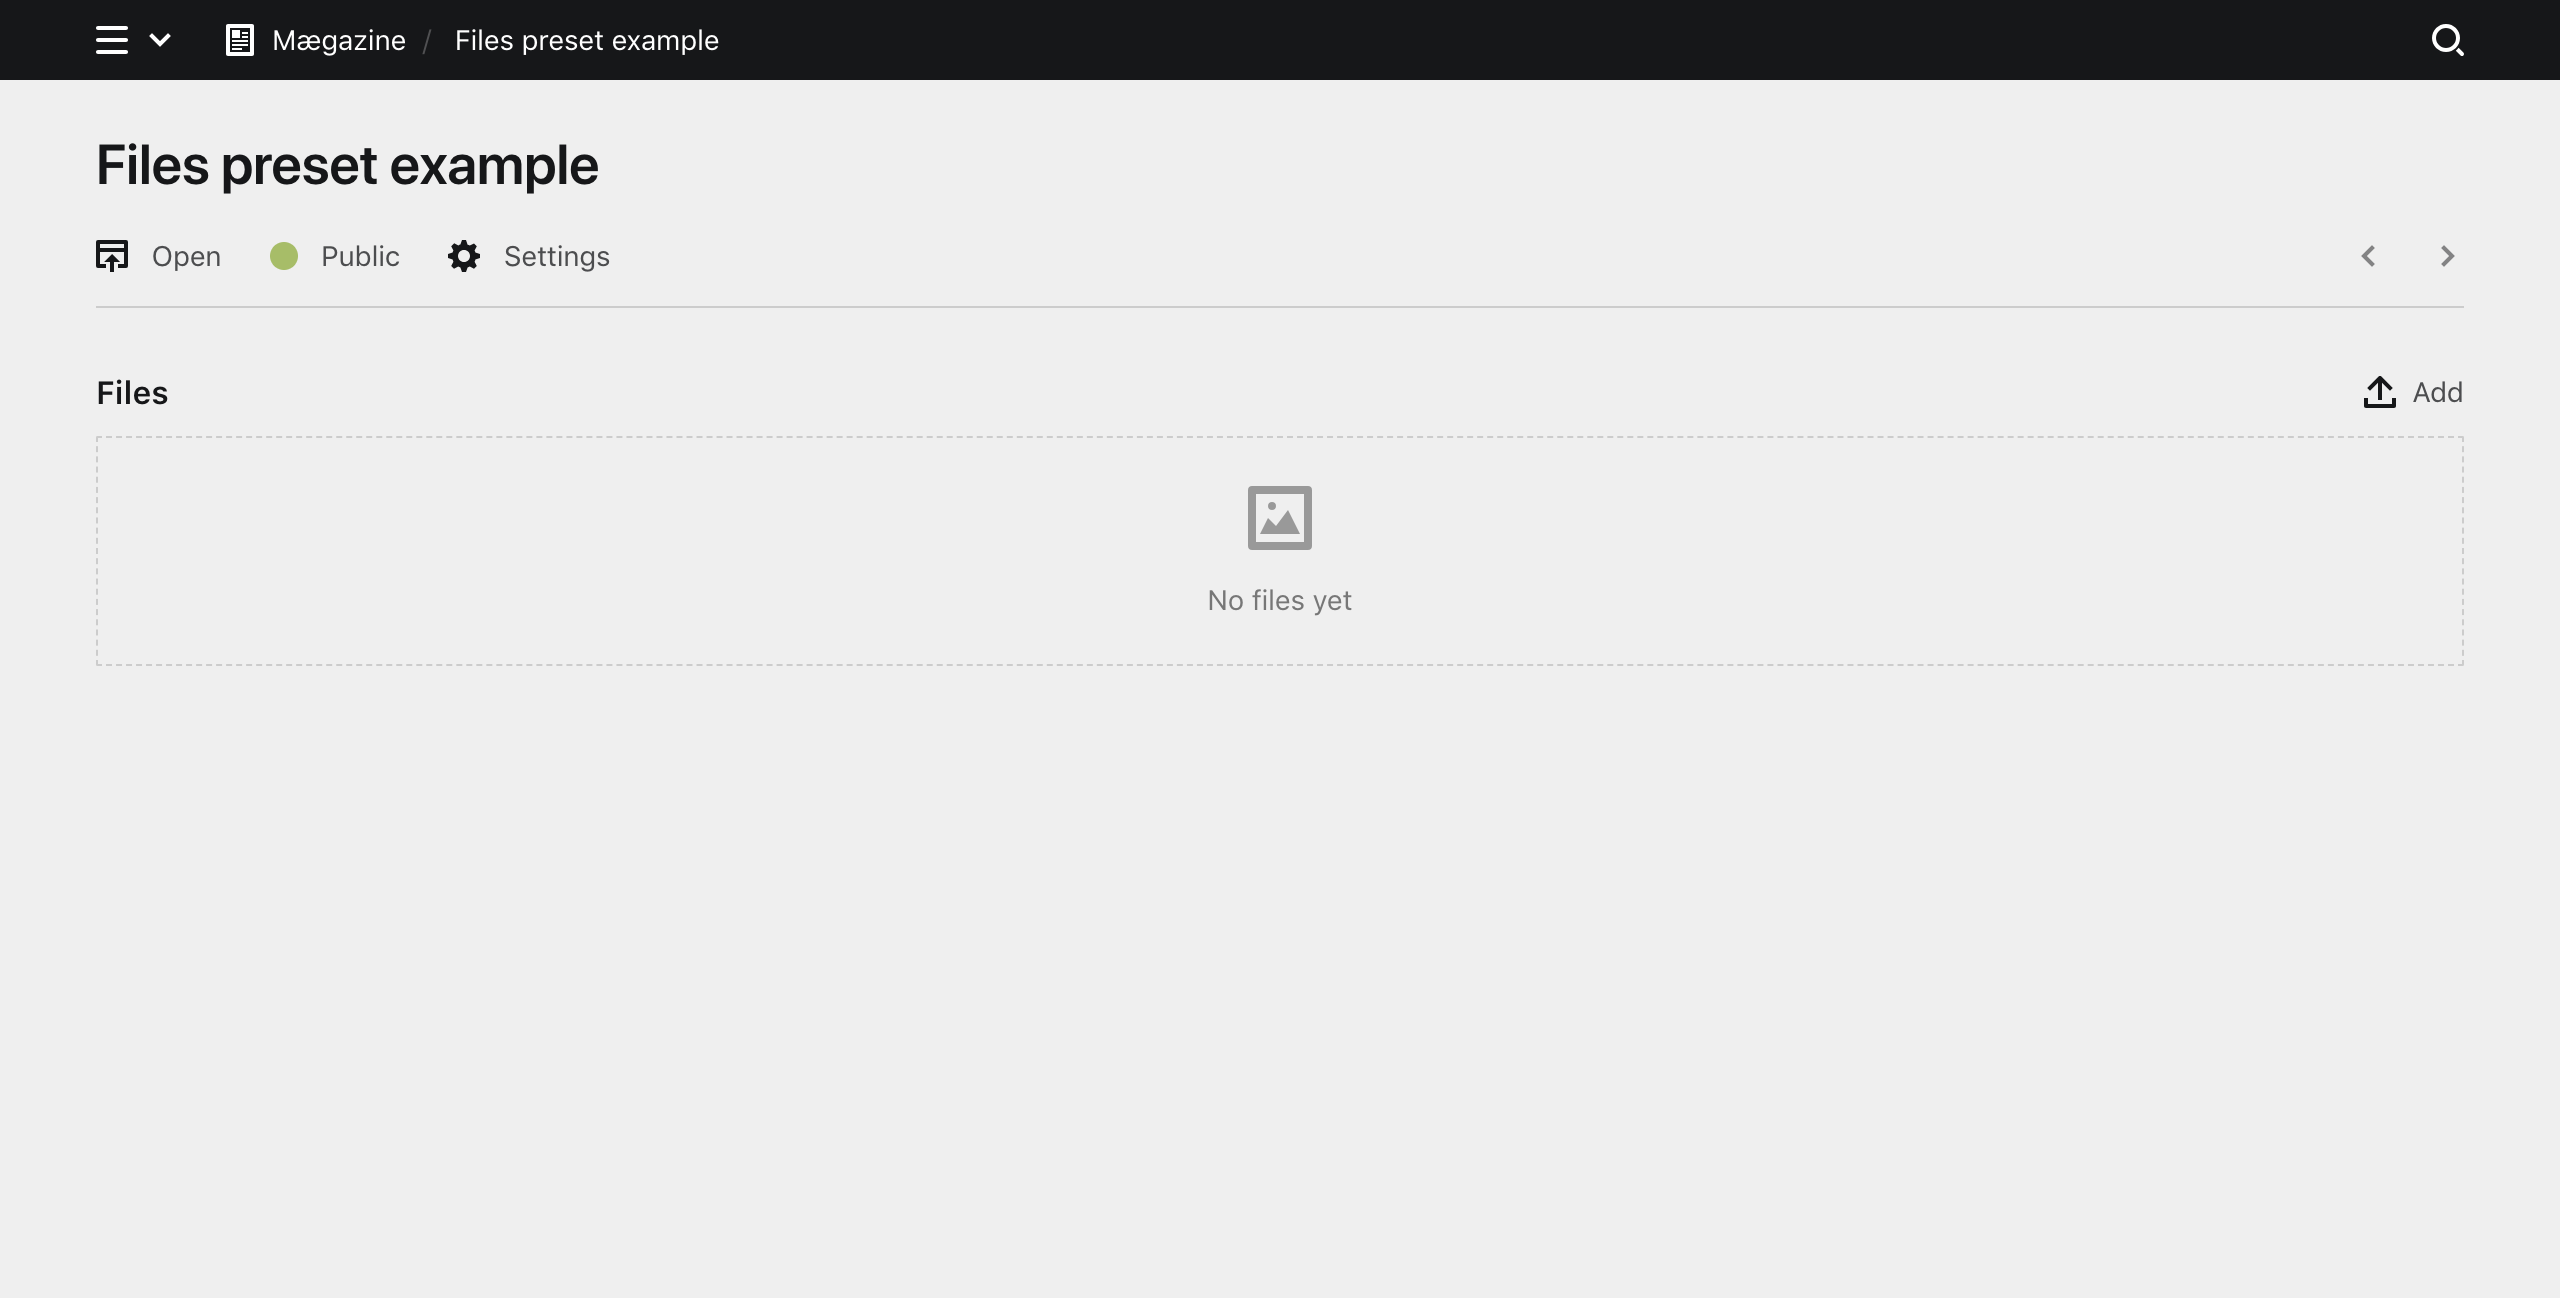 Mægazine / Files preset example
Files preset example
Open Public Settings
Files Add
No files yet